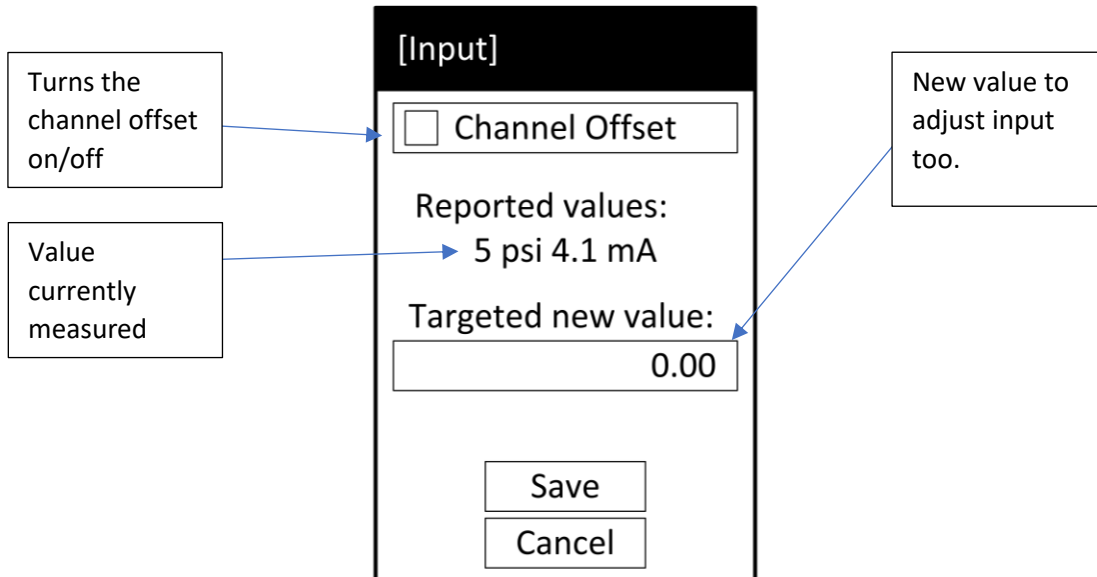 [Input]
Turns the
channel offset
on/off
Channel Offset
New value to
adjust input
too.
Reported values:
5 psi 4.1 mA
Value
currently
measured
Targeted new value:
0.00
Save
Cancel